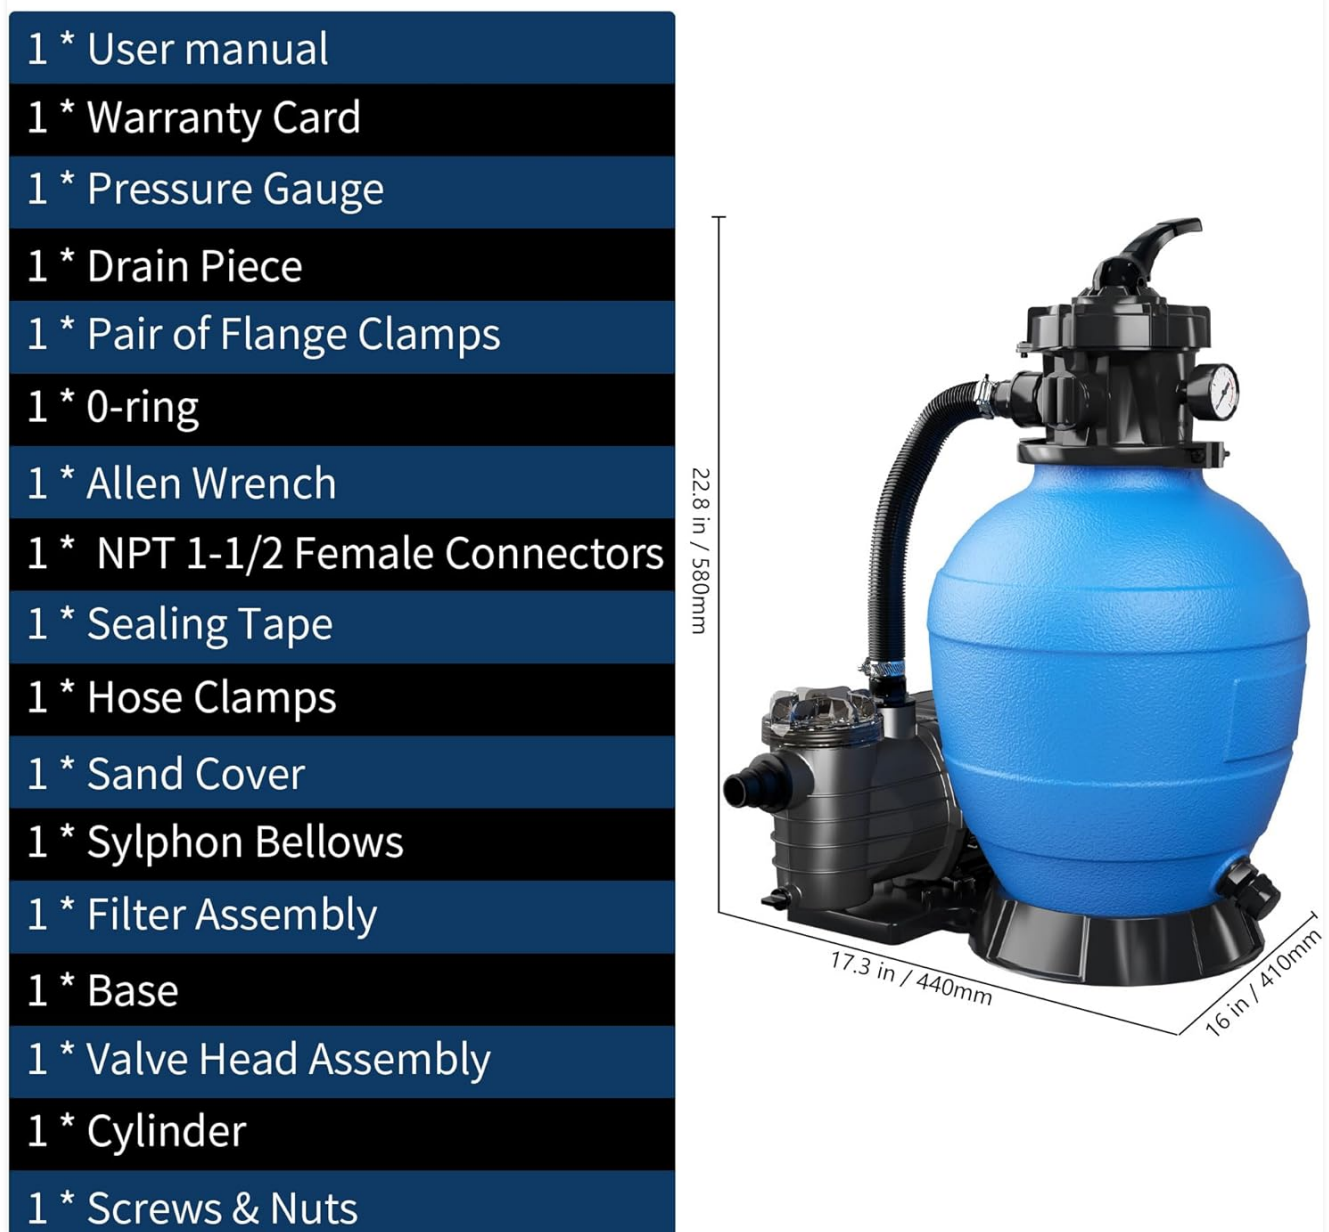 1 * User manual
1 * Warranty Card
1 * Pressure Gauge
1 * Drain Piece
1 * Pair of Flange Clamps
1 * 0-ring
1 * Allen Wrench
1 * NPT 1-1/2 Female Connectors
1 * Sealing Tape
1 * Hose Clamps
1 * Sand Cover
1 * Sylphon Bellows
1 * Filter Assembly
1 * Base
1 * Valve Head Assembly
1 * Cylinder
1 * Screws & Nuts
22.8 in / 580mm
17.3 in / 440mm
16 in / 410mm